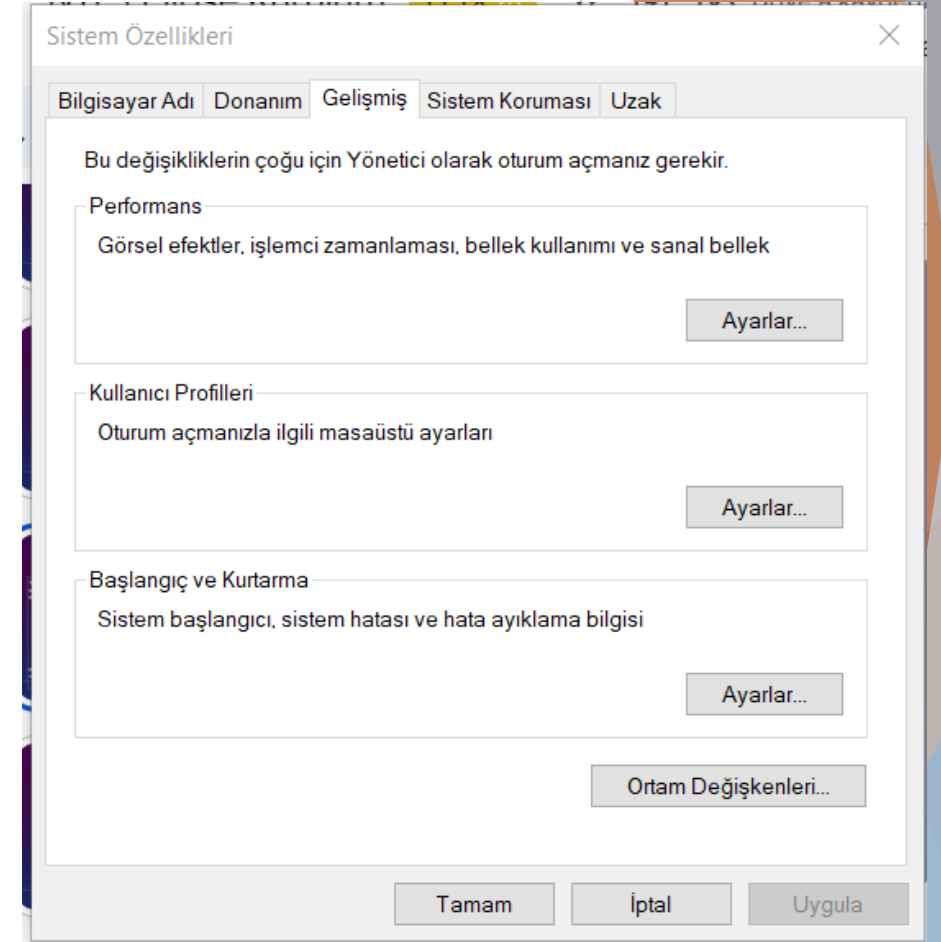 Sistem Özellikleri
Bilgisayar Adı Donanım Gelişmiş Sistem Koruması Uzak
Bu değişikliklerin çoğu için Yönetici olarak oturum açmanız gerekir.
Performans
Görsel efektler, işlemci zamanlaması, bellek kullanımı ve sanal bellek
Ayarlar...
Kullanıcı Profilleri
Oturum açmanızla ilgili masaüstü ayarları
Ayarlar...
Başlangıç ve Kurtarma
Sistem başlangıcı, sistem hatası ve hata ayıklama bilgisi
Ayarlar...
Ortam Değişkenleri...
Tamam İptal Uygula